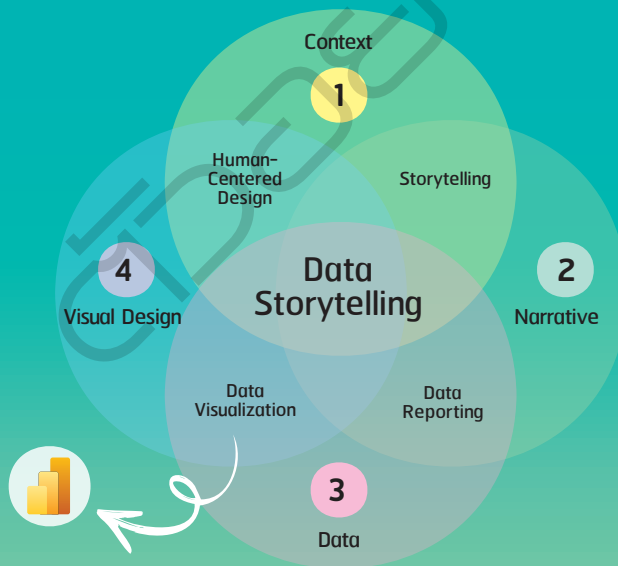 Context
1
Human-
Centered
Design
Storytelling
4
Data
Storytelling
2
Visual Design
Narrative
Data
Visualization
Data
Reporting
3
Data